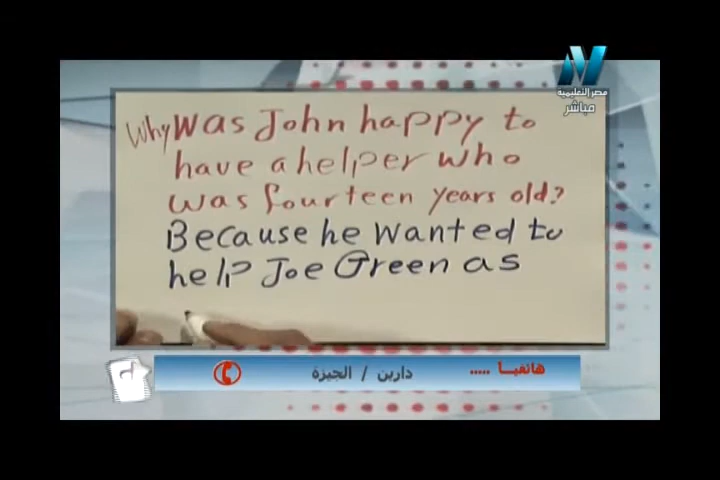 مصر التعليمية
مباشر
Why was John happy to
have a helper who
was fourteen years old?
Because he wanted to
help Joe Green as
هاتفيا .....
دارين / الجيزة